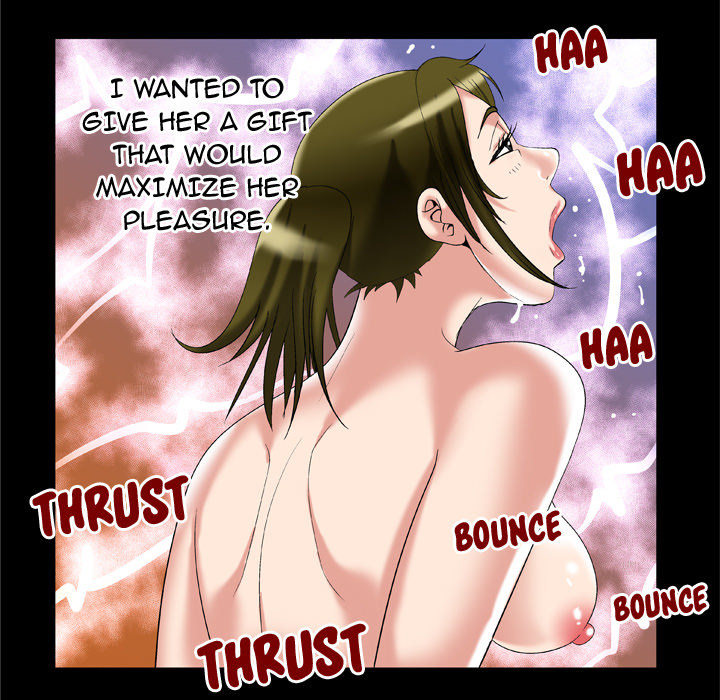 I WANTED TO
GIVE HER A GIFT
THAT WOULD
MAXIMIZE HER
PLEASURE.
HAA
HAA
HAA
THRUST
BOUNCE
BOUNCE
THRUST